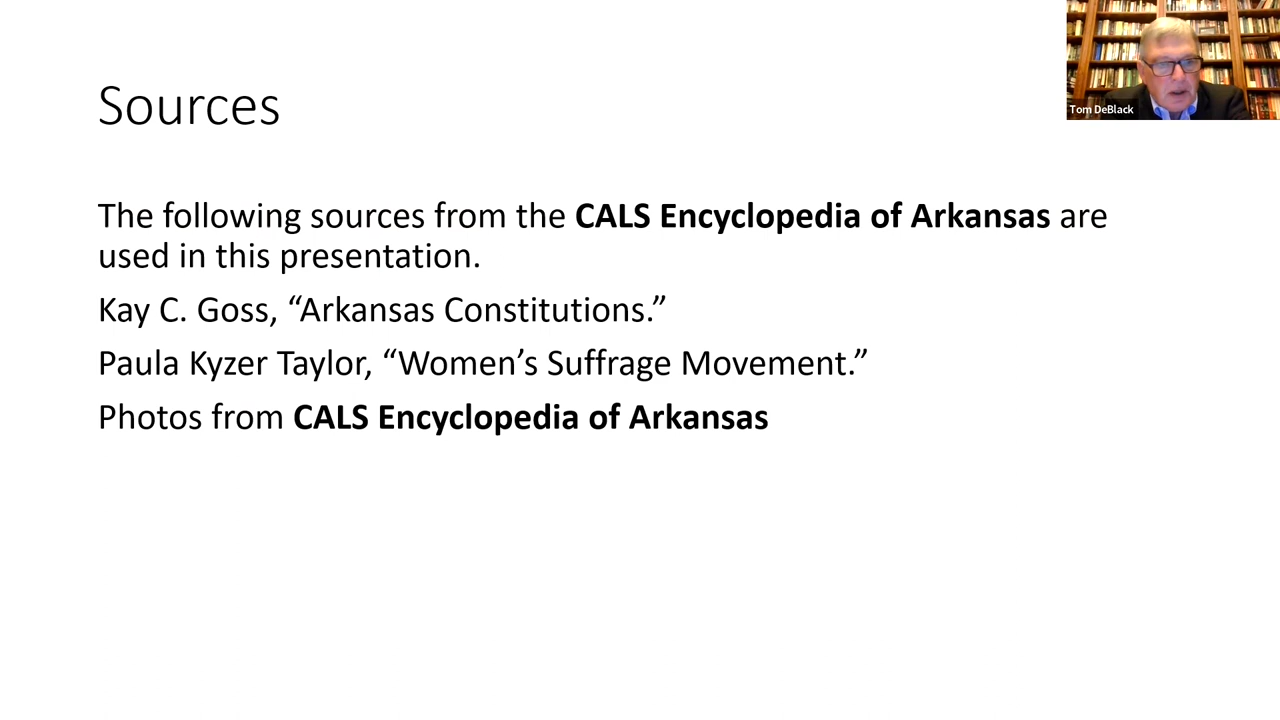 Tom DeBlack
Sources
The following sources from the CALS Encyclopedia of Arkansas are
used in this presentation.
Kay C. Goss, “Arkansas Constitutions.”
Paula Kyzer Taylor, “Women’s Suffrage Movement.”
Photos from CALS Encyclopedia of Arkansas